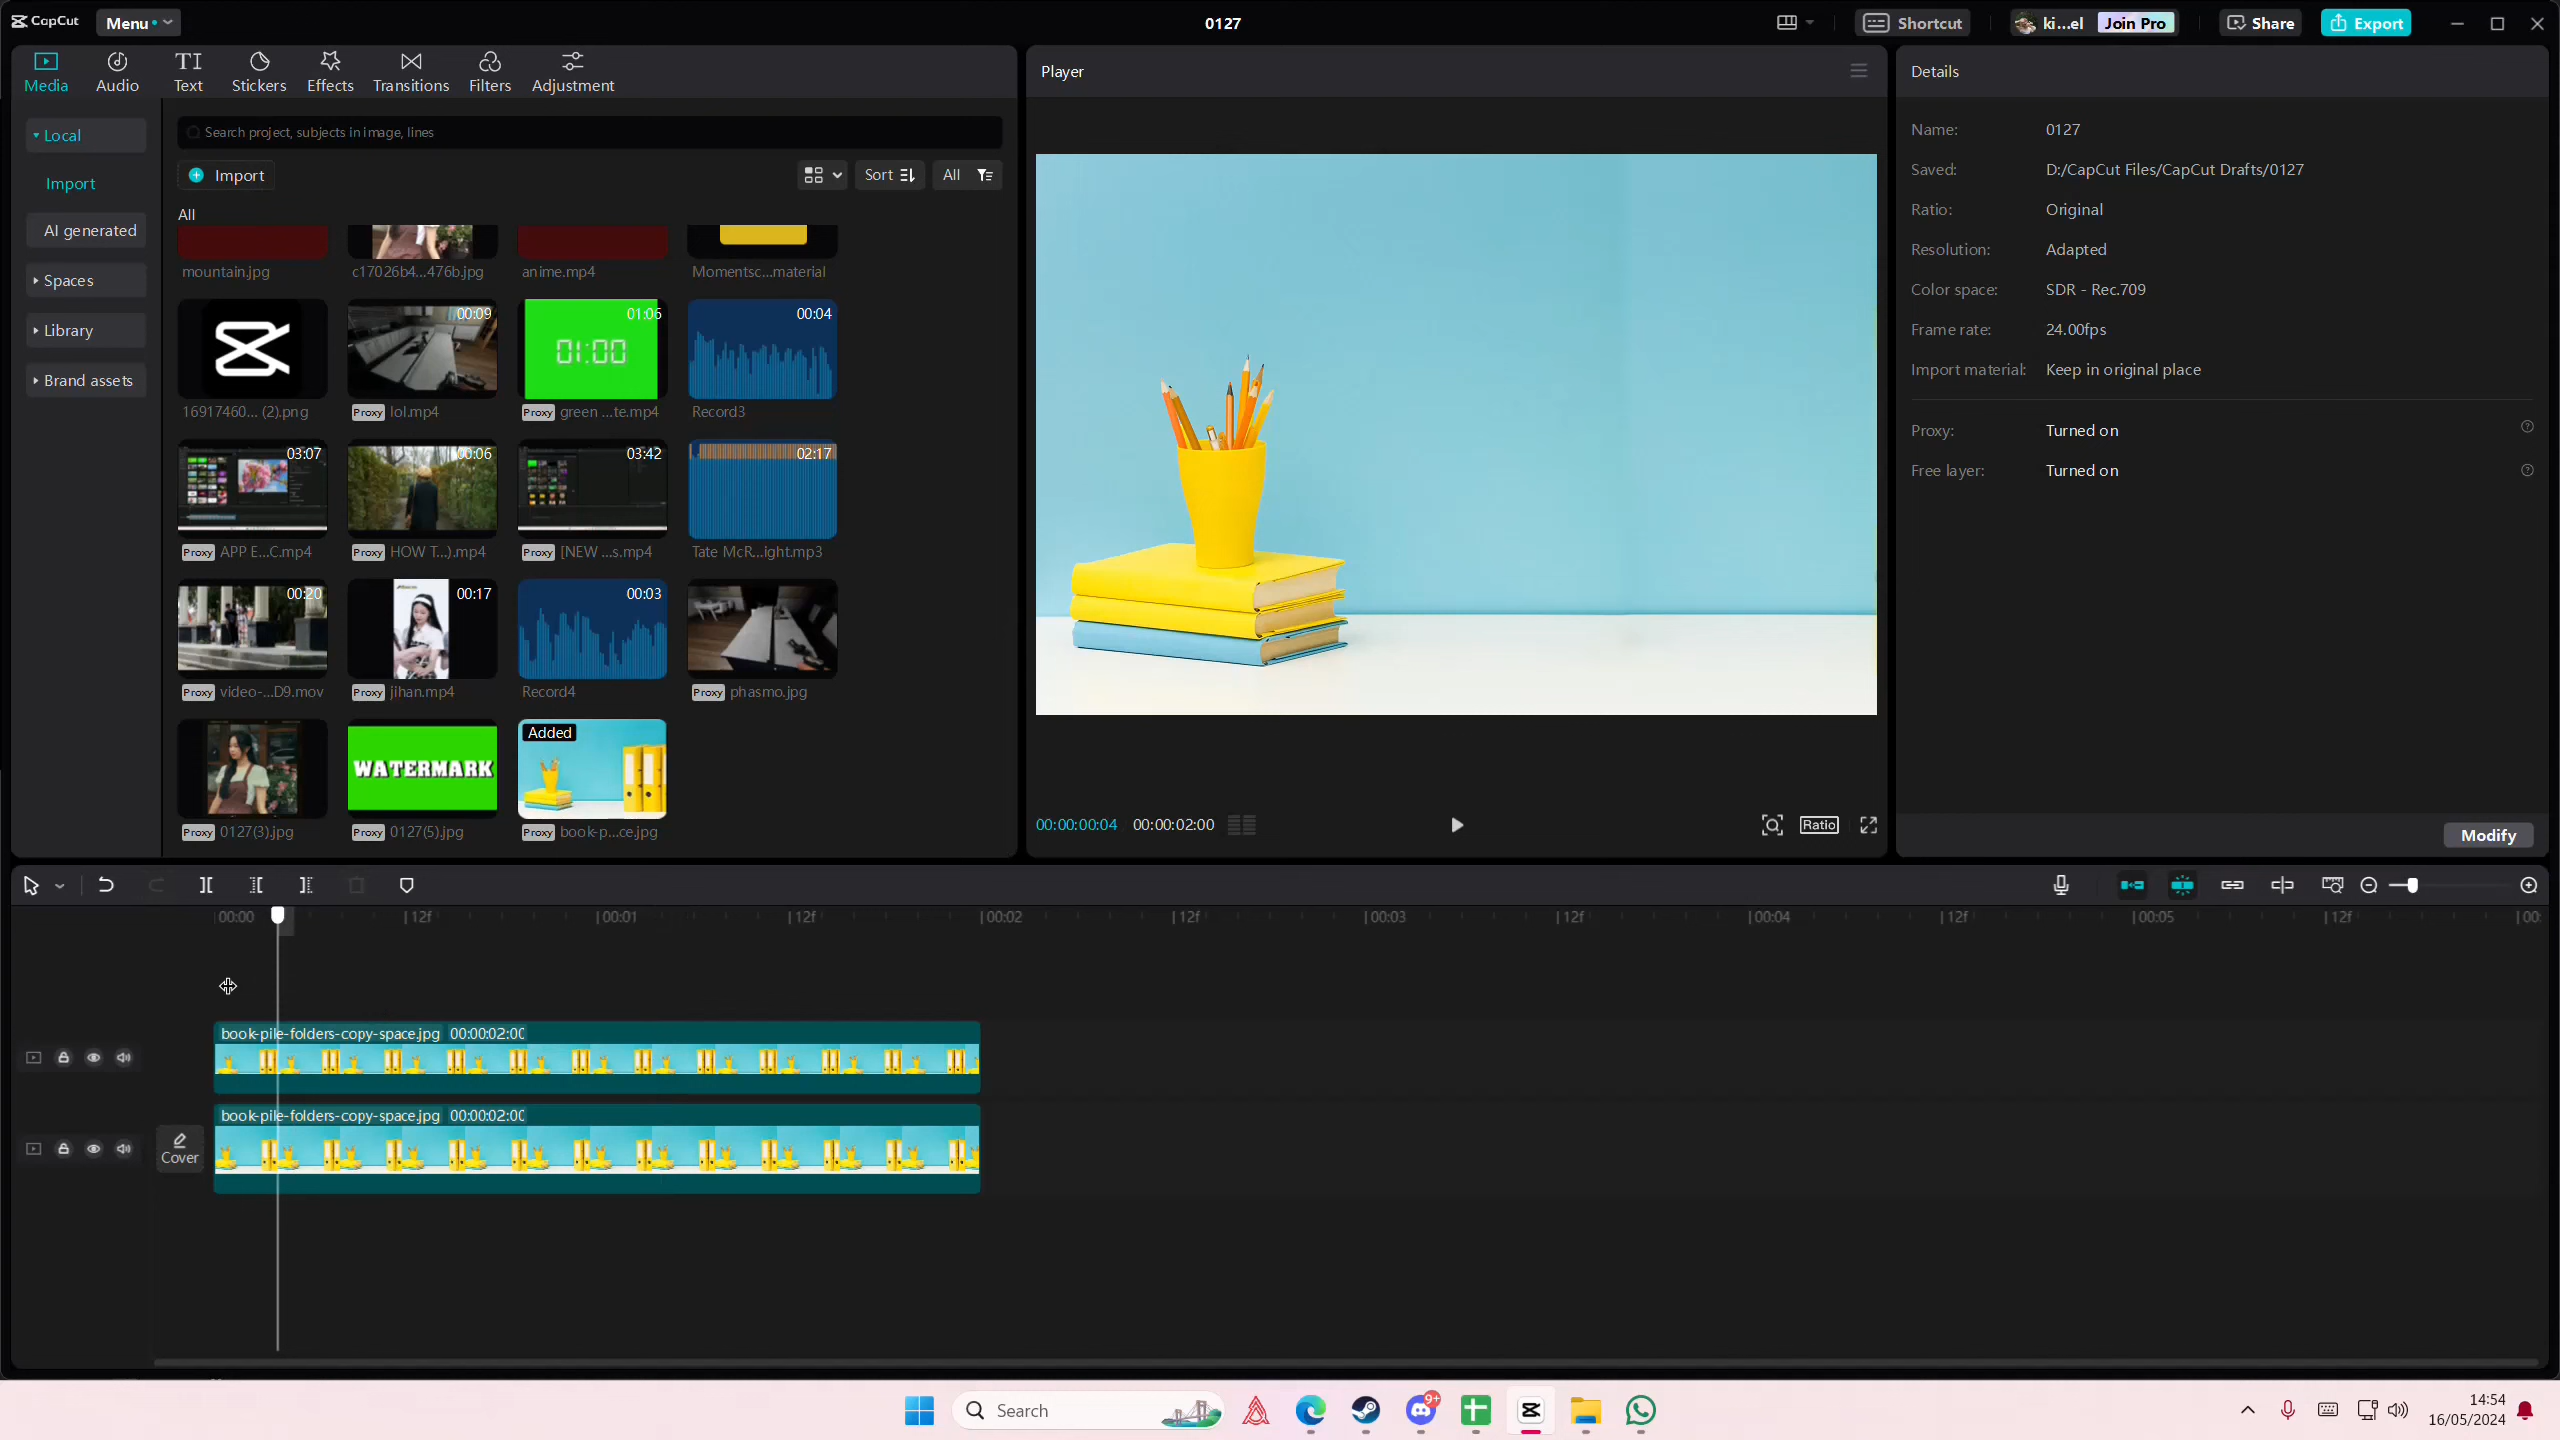 CapCut
Menu
0127
Shortcut
ki...el
Join Pro
Share
Export
Media
Audio
Text
Stickers
Effects
Transitions
Filters
Adjustment
Local
Import
AI generated
Spaces
Library
Brand assets
Search project, subjects in image, lines
Import
Sort
All
All
mountain.jpg
c17026b4...476b.jpg
anime.mp4
Momentsc...material
00:09
01:06
01:00
00:04
16917460... (2).png
Proxy lol.mp4
Proxy green ...te.mp4
Record3
03:07
00:06
03:42
02:17
Proxy APP E...C.mp4
Proxy HOW T...).mp4
Proxy [NEW ...s.mp4
Tate McR...ight.mp3
00:20
00:17
00:03
Proxy video-...D9.mov
Proxy jihan.mp4
Record4
Proxy phasmo.jpg
WATERMARK
Added
Proxy 0127(3).jpg
Proxy 0127(5).jpg
Proxy book-p...ce.jpg
Player
00:00:00:04
00:00:02:00
Ratio
Details
Name: 0127
Saved: D:/CapCut Files/CapCut Drafts/0127
Ratio: Original
Resolution: Adapted
Color space: SDR - Rec.709
Frame rate: 24.00fps
Import material: Keep in original place
Proxy: Turned on
Free layer: Turned on
Modify
00:00
12f
00:01
12f
00:02
12f
00:03
12f
00:04
12f
00:05
12f
00:
book-pile-folders-copy-space.jpg 00:00:02:00
book-pile-folders-copy-space.jpg 00:00:02:00
Cover
Search
9+
14:54
16/05/2024